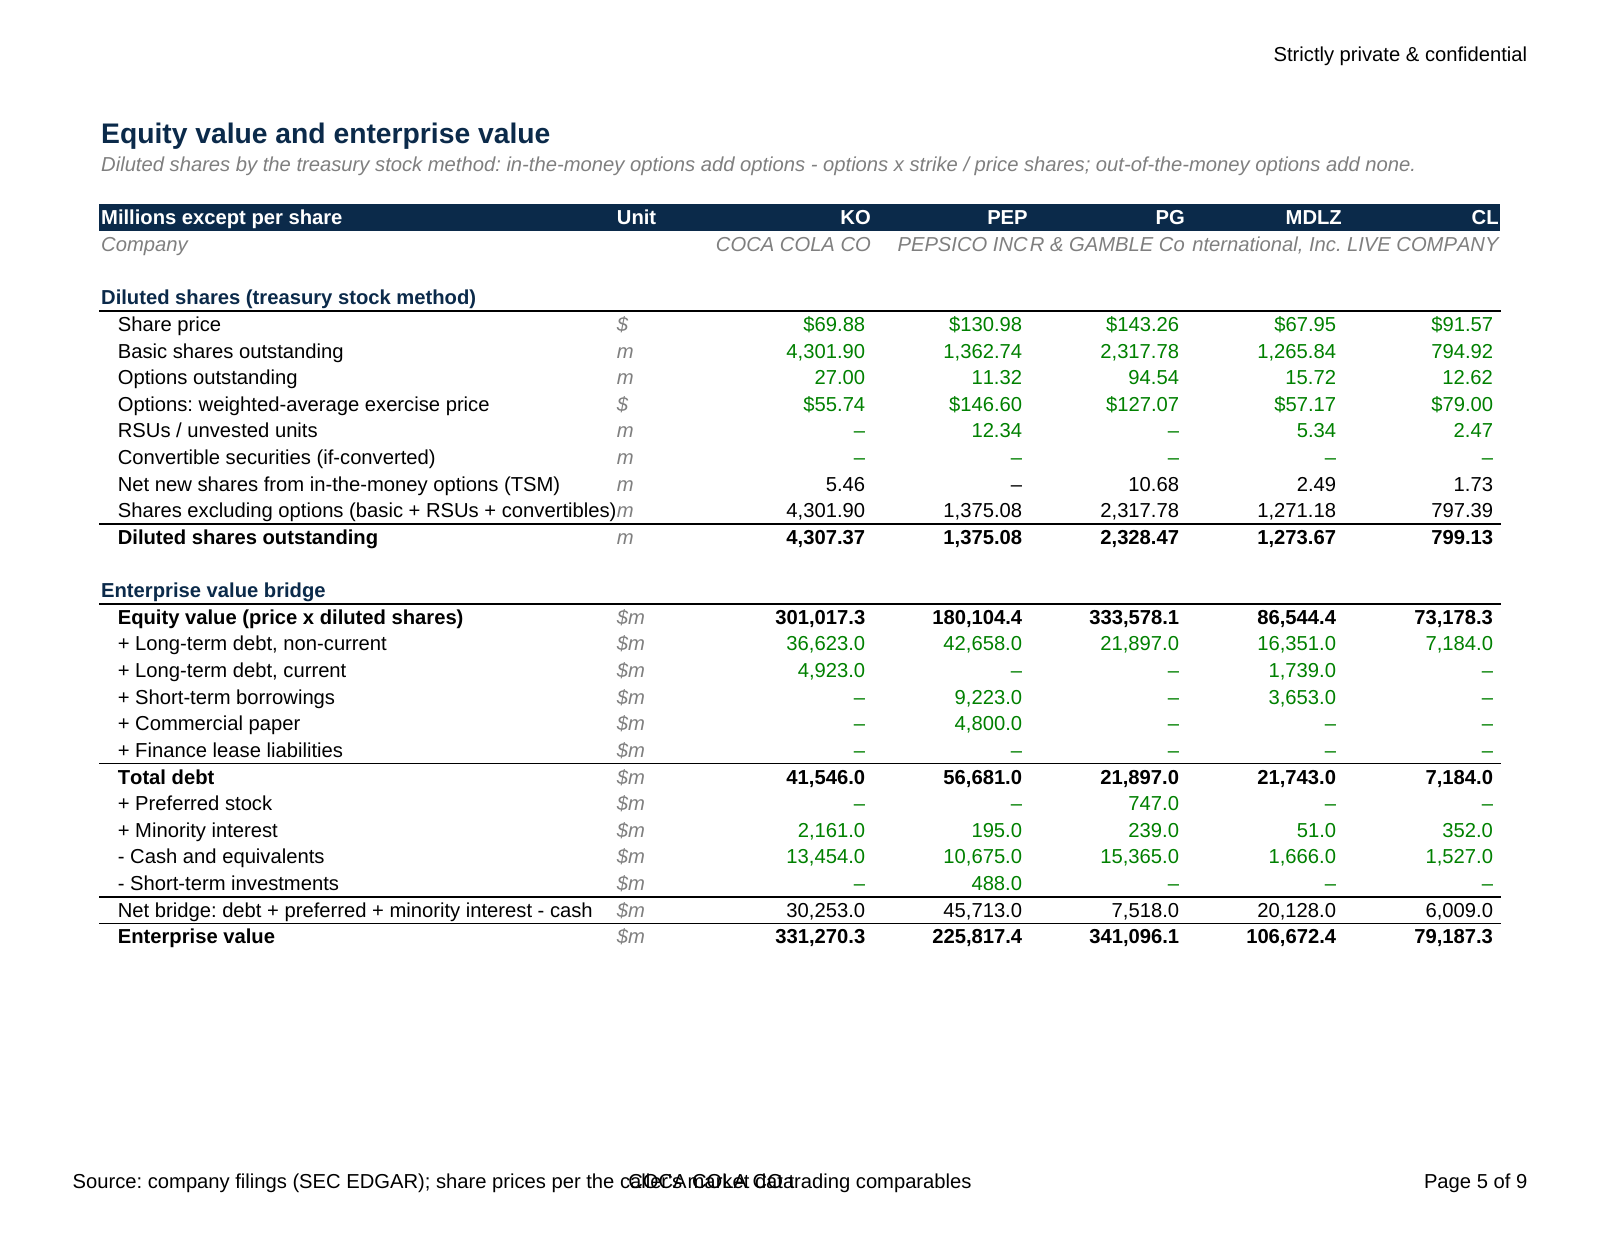 Strictly private & confidential
Equity value and enterprise value
Diluted shares by the treasury stock method: in-the-money options add options - options x strike / price shares; out-of-the-money options add none.
Millions except per share Unit KO PEP PG MDLZ CL
Company COCA COLA CO PEPSICO INC R & GAMBLE Co nternational, Inc. LIVE COMPANY
Diluted shares (treasury stock method)
Share price $ $69.88 $130.98 $143.26 $67.95 $91.57
Basic shares outstanding m 4,301.90 1,362.74 2,317.78 1,265.84 794.92
Options outstanding m 27.00 11.32 94.54 15.72 12.62
Options: weighted-average exercise price $ $55.74 $146.60 $127.07 $57.17 $79.00
RSUs / unvested units m – 12.34 – 5.34 2.47
Convertible securities (if-converted) m – – – – –
Net new shares from in-the-money options (TSM) m 5.46 – 10.68 2.49 1.73
Shares excluding options (basic + RSUs + convertibles) m 4,301.90 1,375.08 2,317.78 1,271.18 797.39
Diluted shares outstanding m 4,307.37 1,375.08 2,328.47 1,273.67 799.13
Enterprise value bridge
Equity value (price x diluted shares) $m 301,017.3 180,104.4 333,578.1 86,544.4 73,178.3
+ Long-term debt, non-current $m 36,623.0 42,658.0 21,897.0 16,351.0 7,184.0
+ Long-term debt, current $m 4,923.0 – – 1,739.0 –
+ Short-term borrowings $m – 9,223.0 – 3,653.0 –
+ Commercial paper $m – 4,800.0 – – –
+ Finance lease liabilities $m – – – – –
Total debt $m 41,546.0 56,681.0 21,897.0 21,743.0 7,184.0
+ Preferred stock $m – – 747.0 – –
+ Minority interest $m 2,161.0 195.0 239.0 51.0 352.0
- Cash and equivalents $m 13,454.0 10,675.0 15,365.0 1,666.0 1,527.0
- Short-term investments $m – 488.0 – – –
Net bridge: debt + preferred + minority interest - cash $m 30,253.0 45,713.0 7,518.0 20,128.0 6,009.0
Enterprise value $m 331,270.3 225,817.4 341,096.1 106,672.4 79,187.3
Source: company filings (SEC EDGAR); share prices per the caller's market data COCA COLA CO trading comparables Page 5 of 9